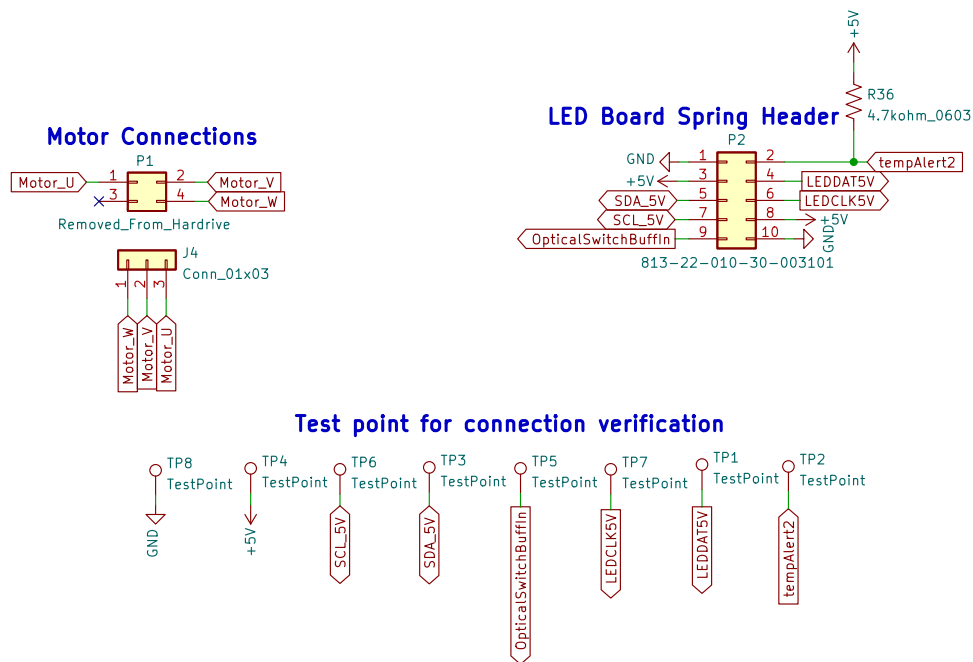 +5V
R36
4.7kohm_0603
Motor Connections
P1
Motor_U
1
2
Motor_V
3
4
Motor_W
Removed_From_Hardrive
J4
Conn_01x03
1
2
3
Motor_W
Motor_V
Motor_U
LED Board Spring Header
P2
GND
1
2
tempAlert2
+5V
3
4
LEDDAT5V
SDA_5V
5
6
LEDCLK5V
SCL_5V
7
8
+5V
OpticalSwitchBuffIn
9
10
GND
813-22-010-30-003101
Test point for connection verification
TP8
TestPoint
GND
TP4
TestPoint
+5V
TP6
TestPoint
SCL_5V
TP3
TestPoint
SDA_5V
TP5
TestPoint
OpticalSwitchBuffIn
TP7
TestPoint
LEDCLK5V
TP1
TestPoint
LEDDAT5V
TP2
TestPoint
tempAlert2